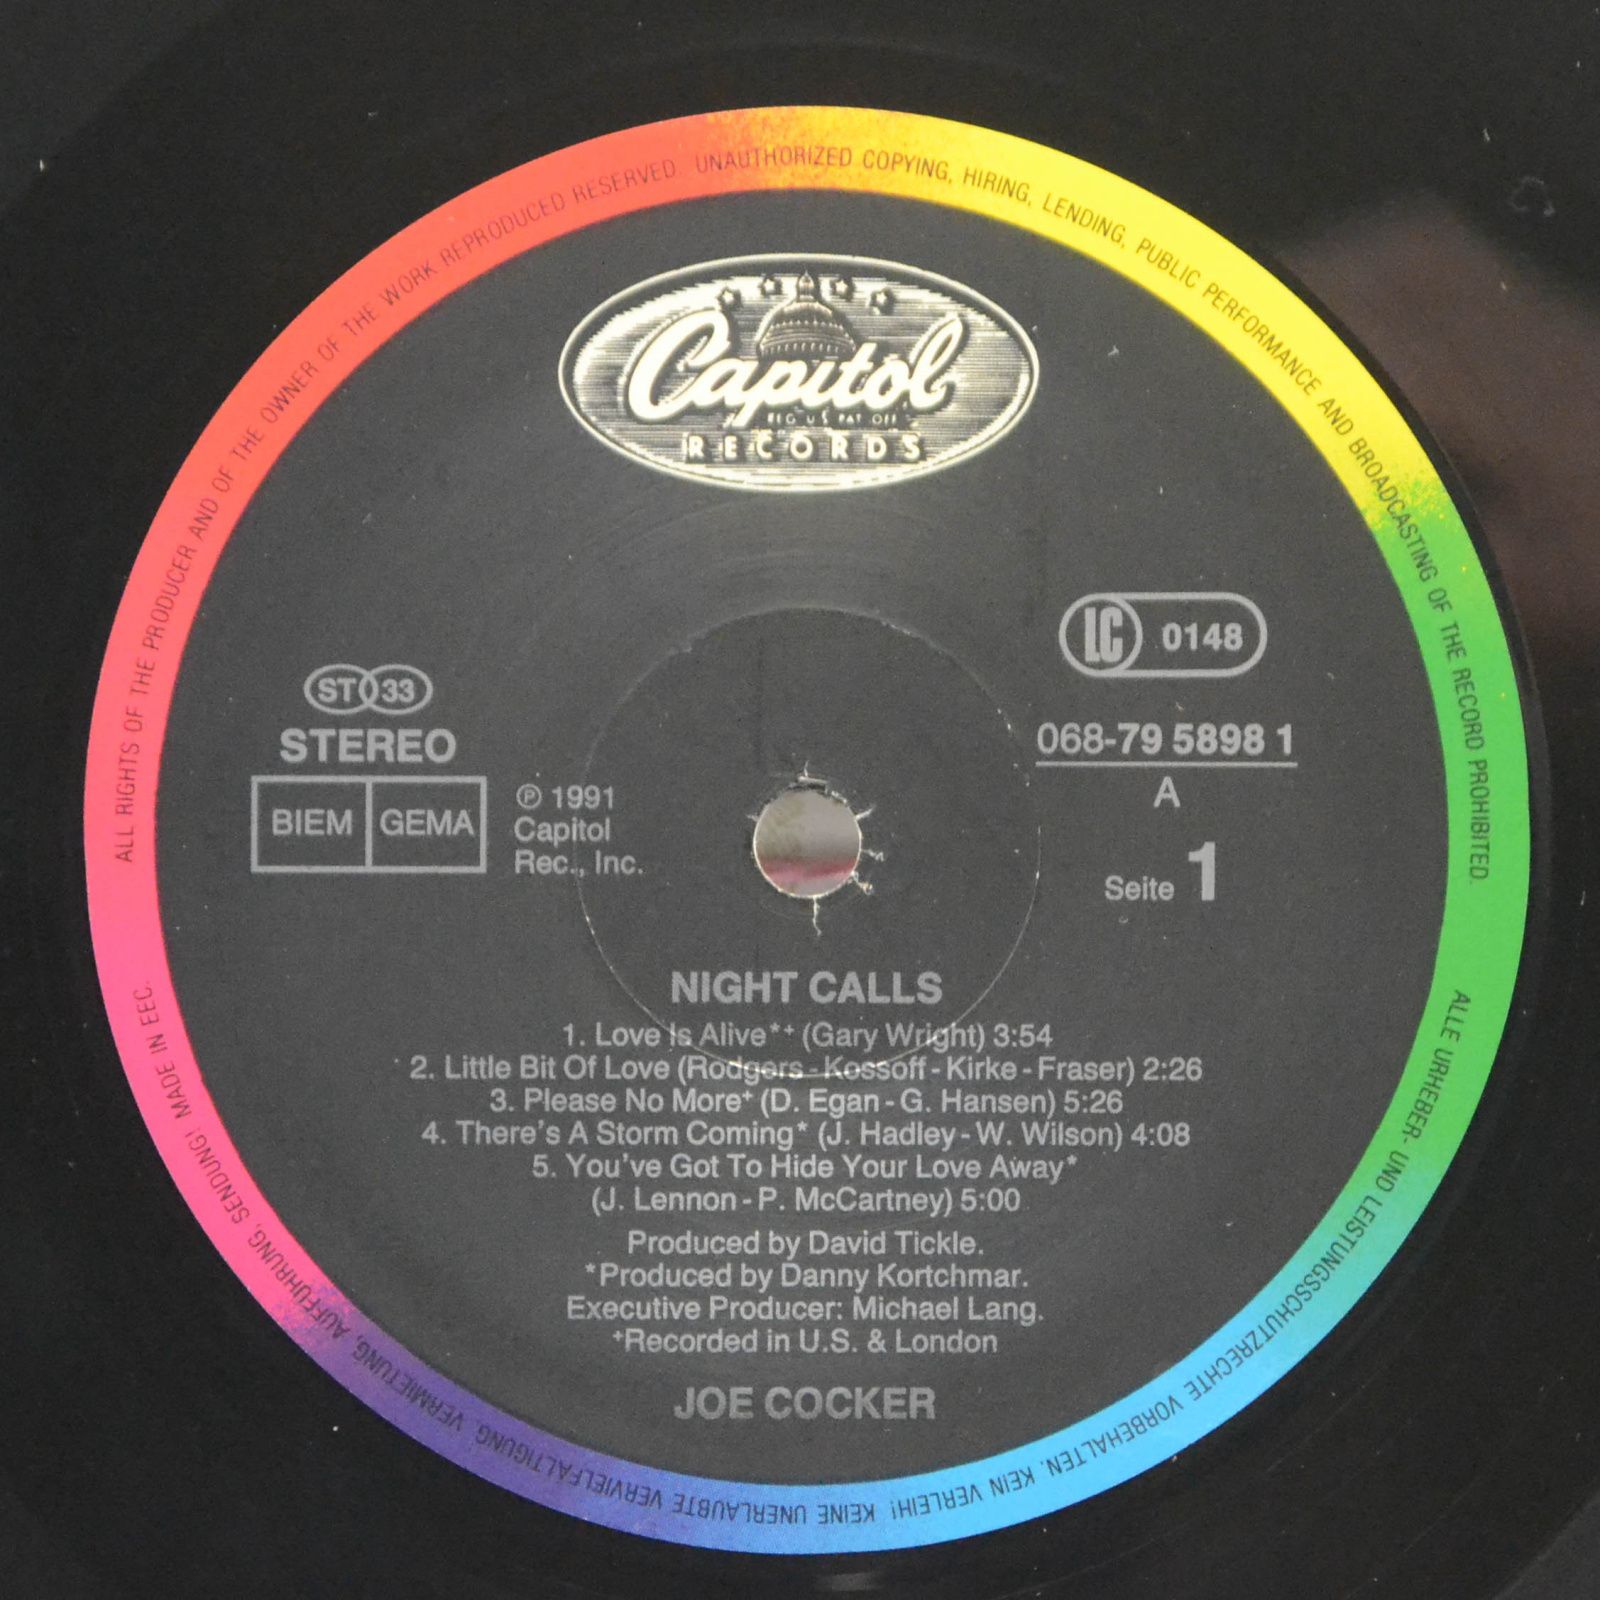 ALL RIGHTS OF THE PRODUCER AND OF THE OWNER OF THE WORK REPRODUCED RESERVED. UNAUTHORIZED COPYING, HIRING, LENDING, PUBLIC PERFORMANCE AND BROADCASTING OF THE RECORD PROHIBITED.
Capitol
REG U S PAT OFF
RECORDS
LC 0148
ST 33
STEREO
BIEM GEMA
℗ 1991
Capitol
Rec., Inc.
068-79 5898 1
A
Seite 1
NIGHT CALLS
1. Love Is Alive*⁺ (Gary Wright) 3:54
2. Little Bit Of Love (Rodgers - Kossoff - Kirke - Fraser) 2:26
3. Please No More⁺ (D. Egan - G. Hansen) 5:26
4. There's A Storm Coming* (J. Hadley - W. Wilson) 4:08
5. You've Got To Hide Your Love Away*
(J. Lennon - P. McCartney) 5:00
Produced by David Tickle.
*Produced by Danny Kortchmar.
Executive Producer: Michael Lang.
⁺Recorded in U.S. & London
JOE COCKER
ALLE URHEBER- UND LEISTUNGSSCHUTZRECHTE VORBEHALTEN. KEIN VERLEIH! KEINE UNERLAUBTE VERVIELFÄLTIGUNG, VERMIETUNG, AUFFÜHRUNG, SENDUNG! MADE IN EEC.